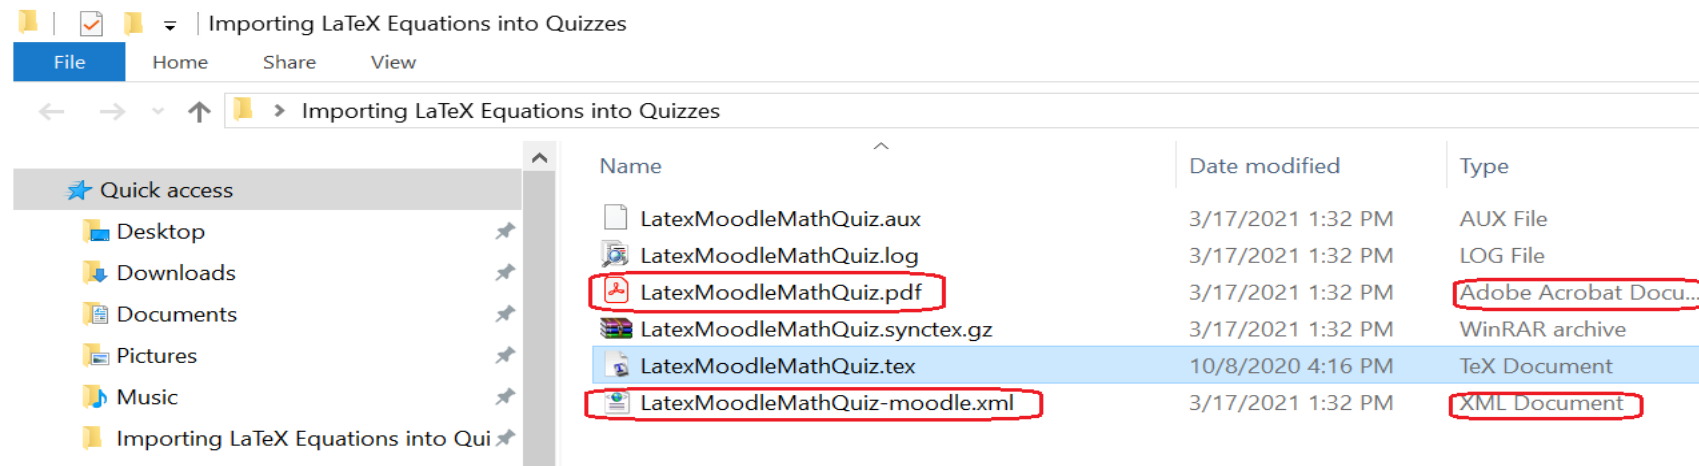 Importing LaTeX Equations into Quizzes
File Home Share View
Importing LaTeX Equations into Quizzes
Name Date modified Type
Quick access
Desktop
Downloads
Documents
Pictures
Music
Importing LaTeX Equations into Qui
LatexMoodleMathQuiz.aux 3/17/2021 1:32 PM AUX File
LatexMoodleMathQuiz.log 3/17/2021 1:32 PM LOG File
LatexMoodleMathQuiz.pdf 3/17/2021 1:32 PM Adobe Acrobat Docu...
LatexMoodleMathQuiz.synctex.gz 3/17/2021 1:32 PM WinRAR archive
LatexMoodleMathQuiz.tex 10/8/2020 4:16 PM TeX Document
LatexMoodleMathQuiz-moodle.xml 3/17/2021 1:32 PM XML Document